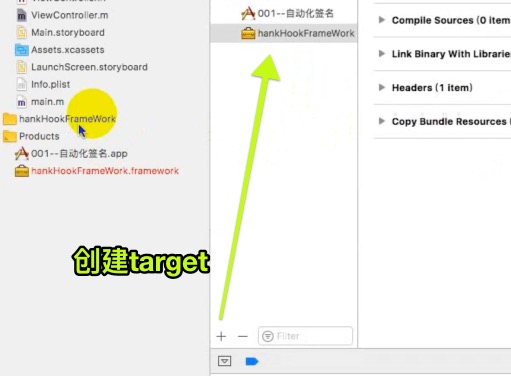 ViewController.m
Main.storyboard
Assets.xcassets
LaunchScreen.storyboard
Info.plist
main.m
hankHookFrameWork
Products
001--自动化签名.app
hankHookFrameWork.framework
创建target
001--自动化签名
hankHookFrameWork
Filter
Compile Sources (0 item
Link Binary With Librarie
Headers (1 item)
Copy Bundle Resources (